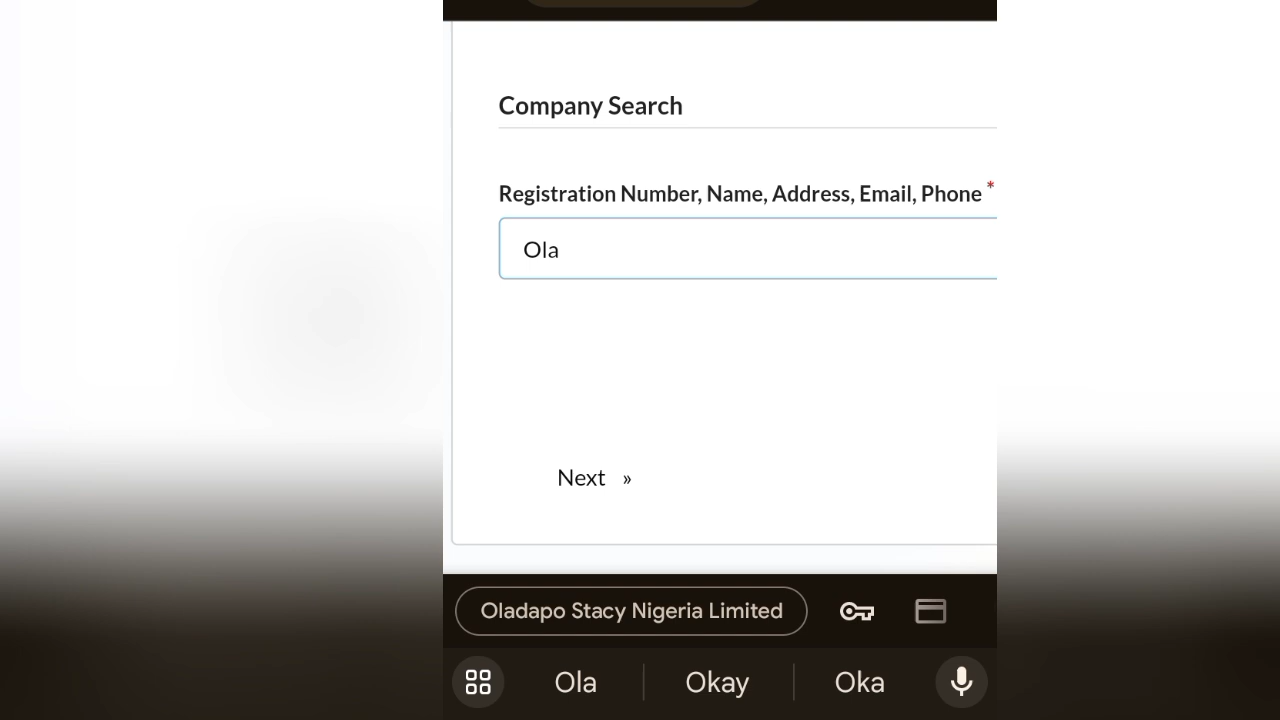 Company Search
Registration Number, Name, Address, Email, Phone *
Ola
Next »
Oladapo Stacy Nigeria Limited
Ola Okay Oka